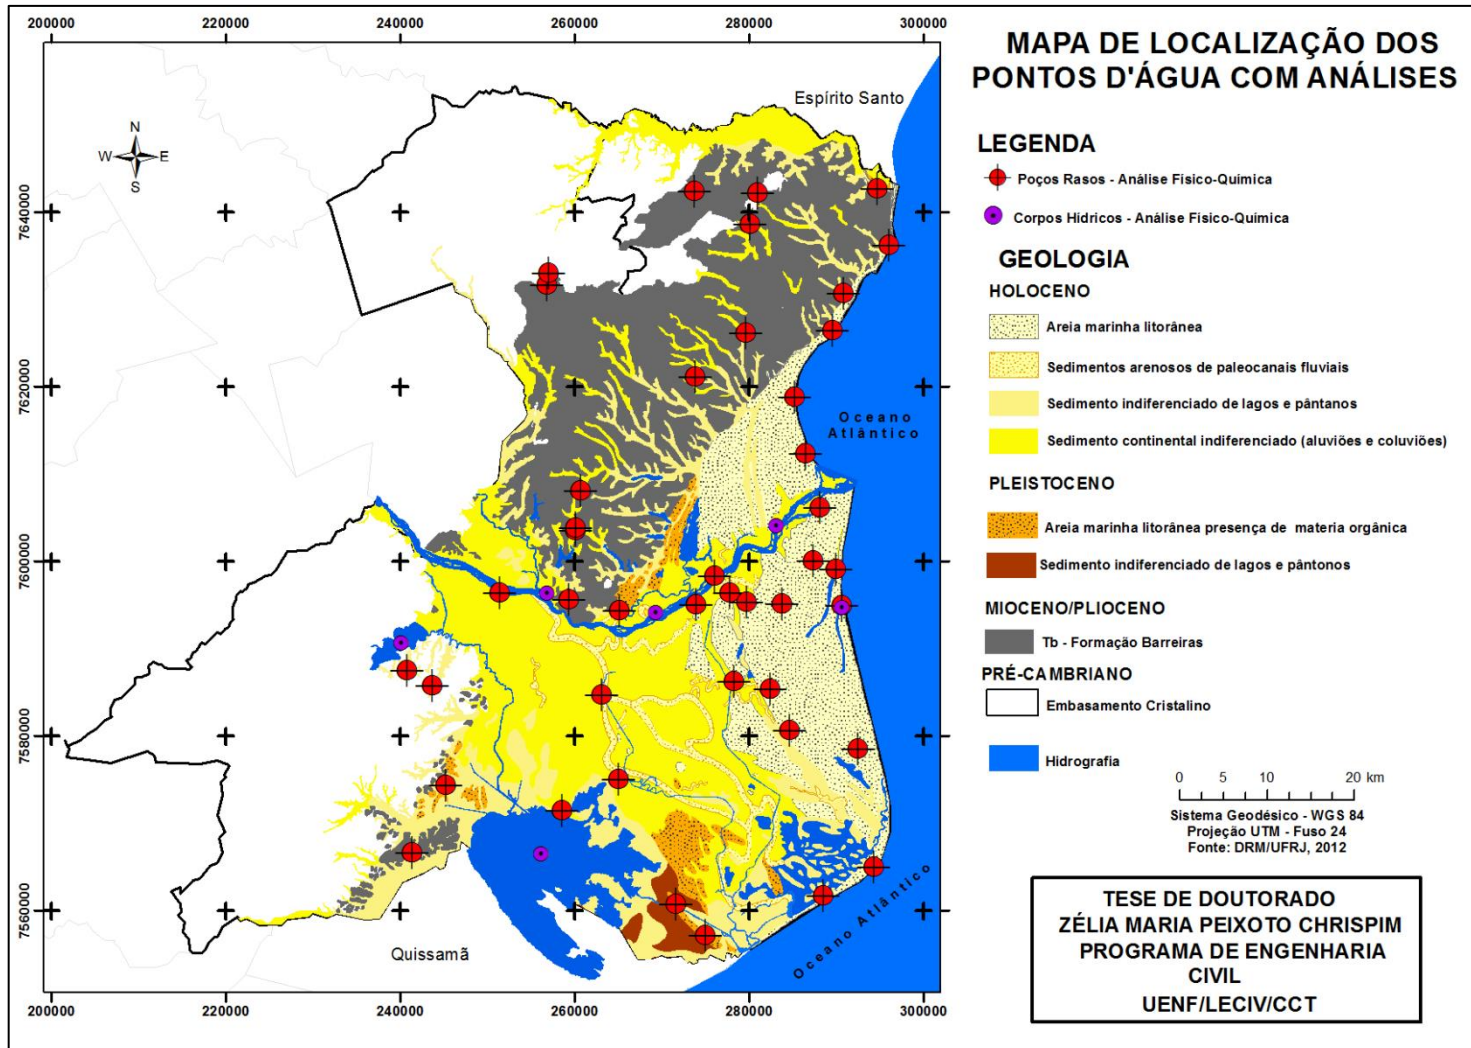 200000 220000 240000 260000 280000 300000
MAPA DE LOCALIZAÇÃO DOS
PONTOS D'ÁGUA COM ANÁLISES
Espírito Santo
N
W E
S
LEGENDA
Poços Rasos - Análise Físico-Química
Corpos Hídricos - Análise Físico-Química
GEOLOGIA
HOLOCENO
Areia marinha litorânea
Sedimentos arenosos de paleocanais fluviais
Sedimento indiferenciado de lagos e pântanos
Sedimento continental indiferenciado (aluviões e coluviões)
PLEISTOCENO
Areia marinha litorânea presença de materia orgânica
Sedimento indiferenciado de lagos e pântonos
MIOCENO/PLIOCENO
Tb - Formação Barreiras
PRÉ-CAMBRIANO
Embasamento Cristalino
Hidrografia
0 5 10 20 km
Sistema Geodésico - WGS 84
Projeção UTM - Fuso 24
Fonte: DRM/UFRJ, 2012
TESE DE DOUTORADO
ZÉLIA MARIA PEIXOTO CHRISPIM
PROGRAMA DE ENGENHARIA
CIVIL
UENF/LECIV/CCT
7640000
7620000
7600000
7580000
7560000
Oceano
Atlântico
Oceano Atlântico
Quissamã
200000 220000 240000 260000 280000 300000